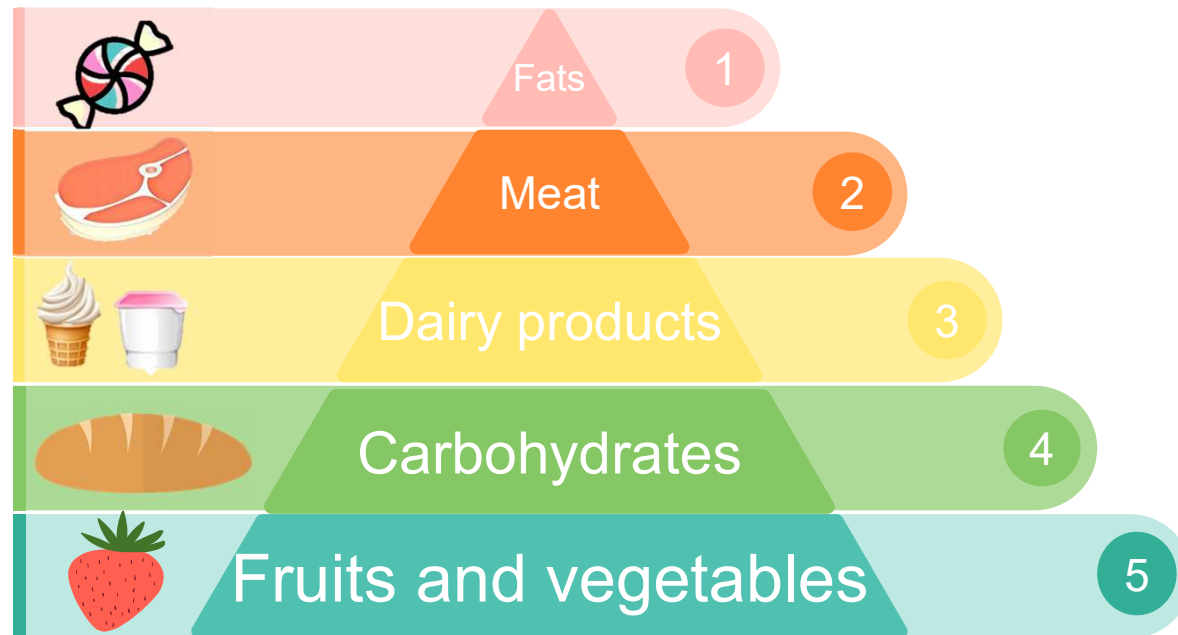 Fats
1
Meat
2
Dairy products
3
Carbohydrates
4
Fruits and vegetables
5